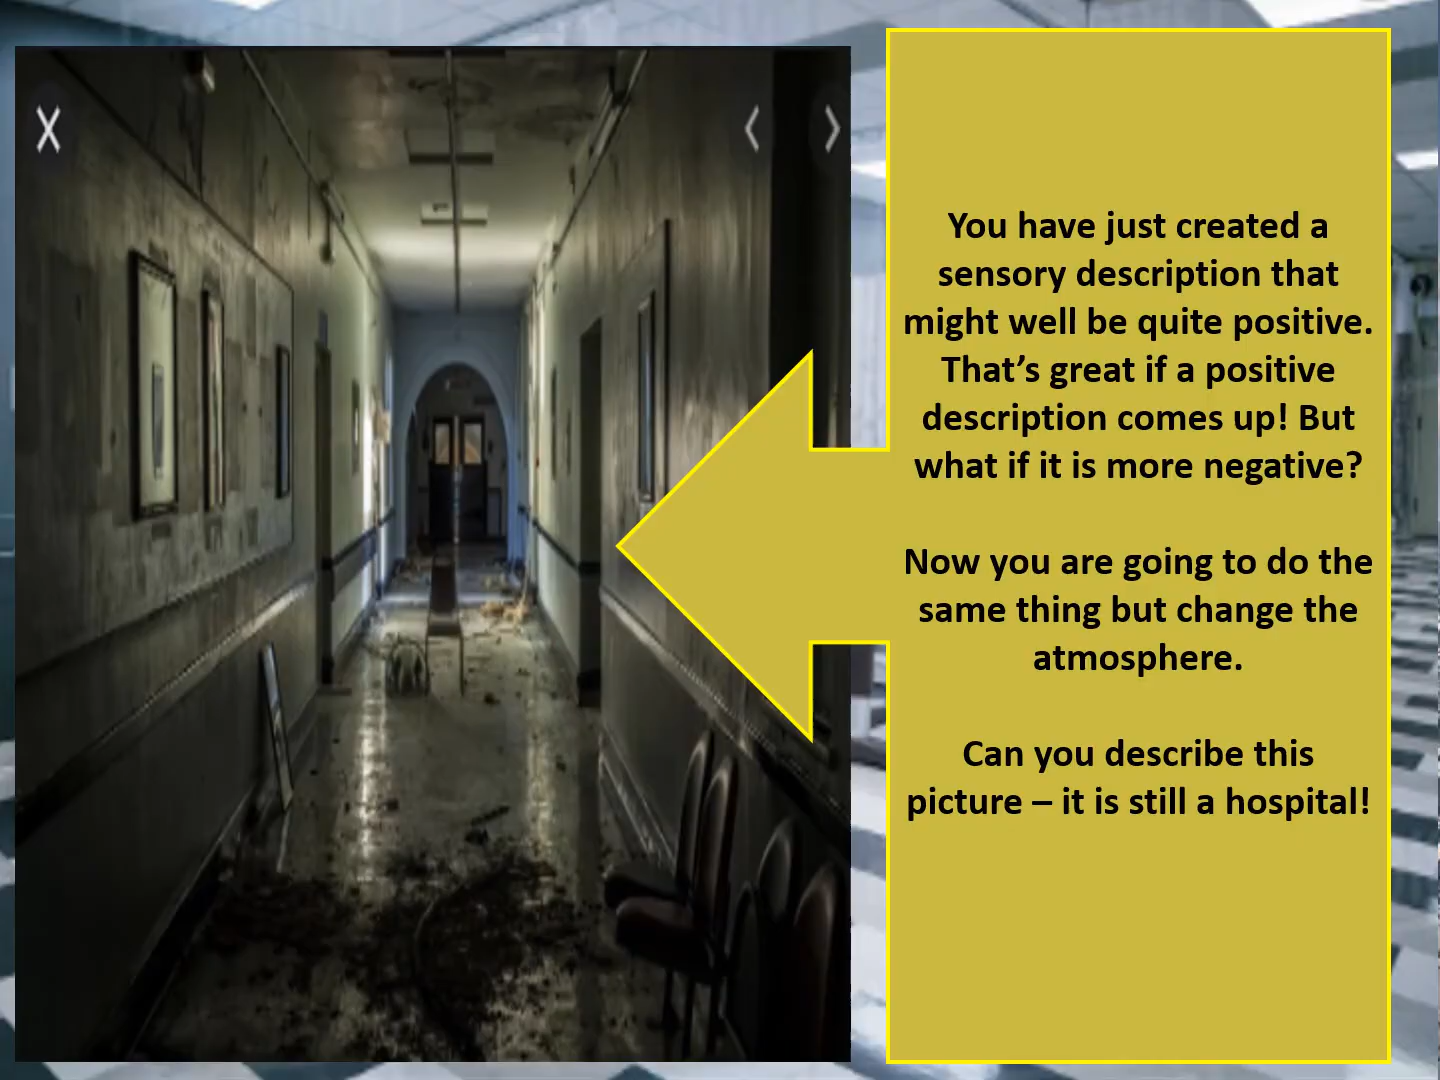 You have just created a
sensory description that
might well be quite positive.
That’s great if a positive
description comes up! But
what if it is more negative?
Now you are going to do the
same thing but change the
atmosphere.
Can you describe this
picture – it is still a hospital!